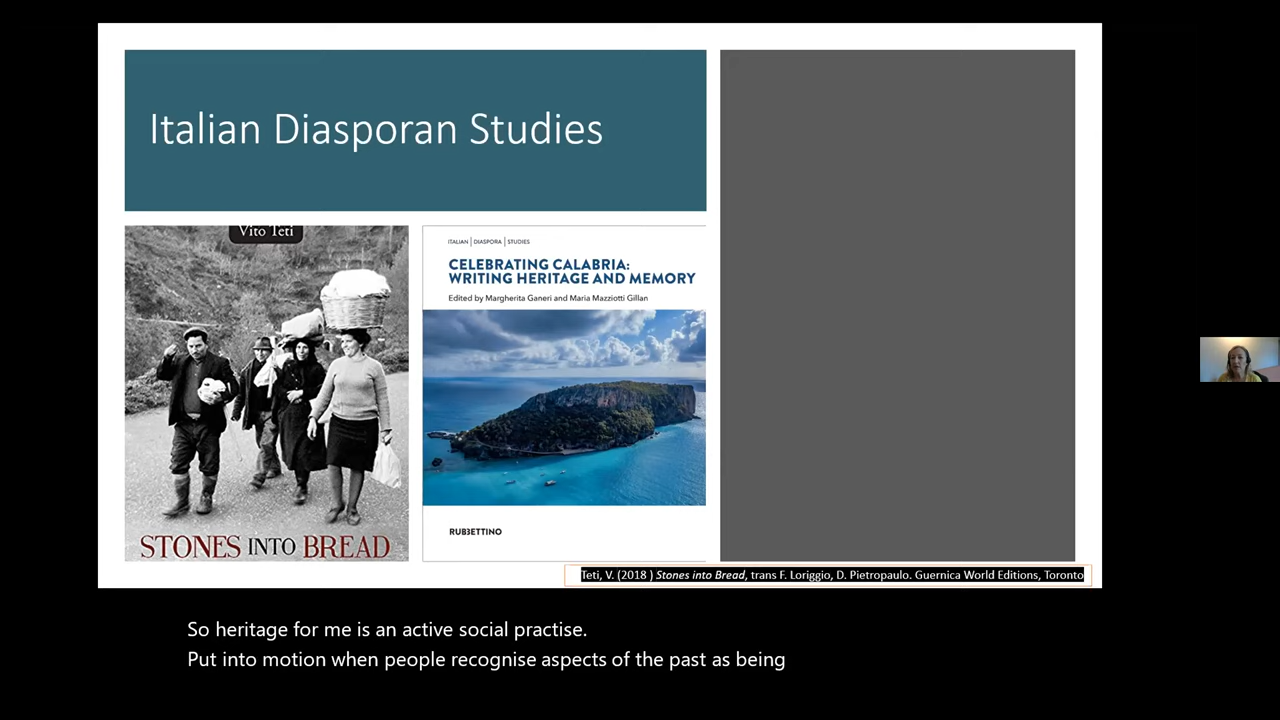 Italian Diasporan Studies
Vito Teti
STONES INTO BREAD
ITALIAN | DIASPORA | STUDIES
CELEBRATING CALABRIA:
WRITING HERITAGE AND MEMORY
Edited by Margherita Ganeri and Maria Mazziotti Gillan
RUBBETTINO
Teti, V. (2018 ) Stones into Bread, trans F. Loriggio, D. Pietropaulo. Guernica World Editions, Toronto
So heritage for me is an active social practise.
Put into motion when people recognise aspects of the past as being